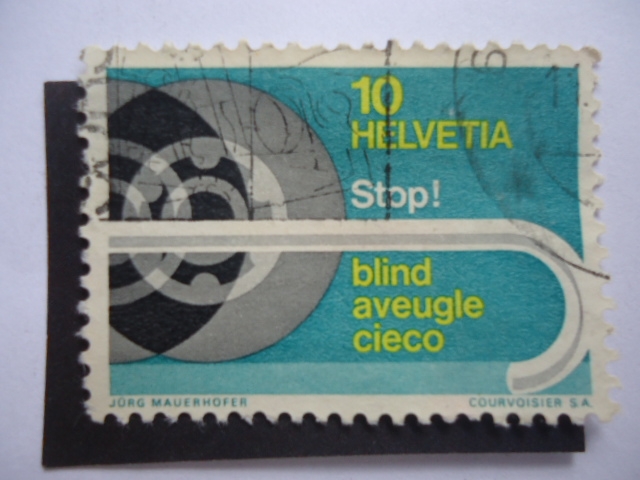 10
HELVETIA
Stop!
blind
aveugle
cieco
JÜRG MAUERHOFER
COURVOISIER S.A.